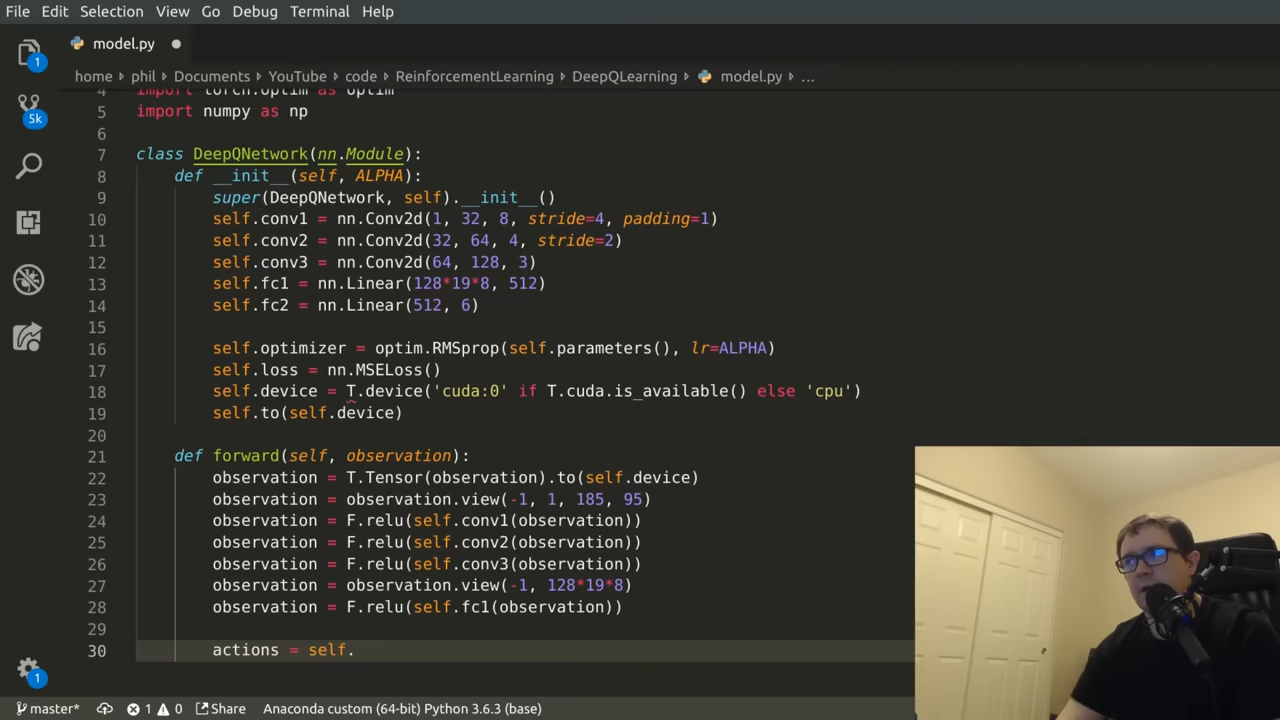 File Edit Selection View Go Debug Terminal Help
1
model.py
home phil Documents YouTube code ReinforcementLearning DeepQLearning model.py ...
4 import torch.optim as optim
5k
5 import numpy as np
6
7 class DeepQNetwork(nn.Module):
8 def __init__(self, ALPHA):
9 super(DeepQNetwork, self).__init__()
10 self.conv1 = nn.Conv2d(1, 32, 8, stride=4, padding=1)
11 self.conv2 = nn.Conv2d(32, 64, 4, stride=2)
12 self.conv3 = nn.Conv2d(64, 128, 3)
13 self.fc1 = nn.Linear(128*19*8, 512)
14 self.fc2 = nn.Linear(512, 6)
15
16 self.optimizer = optim.RMSprop(self.parameters(), lr=ALPHA)
17 self.loss = nn.MSELoss()
18 self.device = T.device('cuda:0' if T.cuda.is_available() else 'cpu')
19 self.to(self.device)
20
21 def forward(self, observation):
22 observation = T.Tensor(observation).to(self.device)
23 observation = observation.view(-1, 1, 185, 95)
24 observation = F.relu(self.conv1(observation))
25 observation = F.relu(self.conv2(observation))
26 observation = F.relu(self.conv3(observation))
27 observation = observation.view(-1, 128*19*8)
28 observation = F.relu(self.fc1(observation))
29
30 actions = self.
1
master* 1 0 Share Anaconda custom (64-bit) Python 3.6.3 (base)